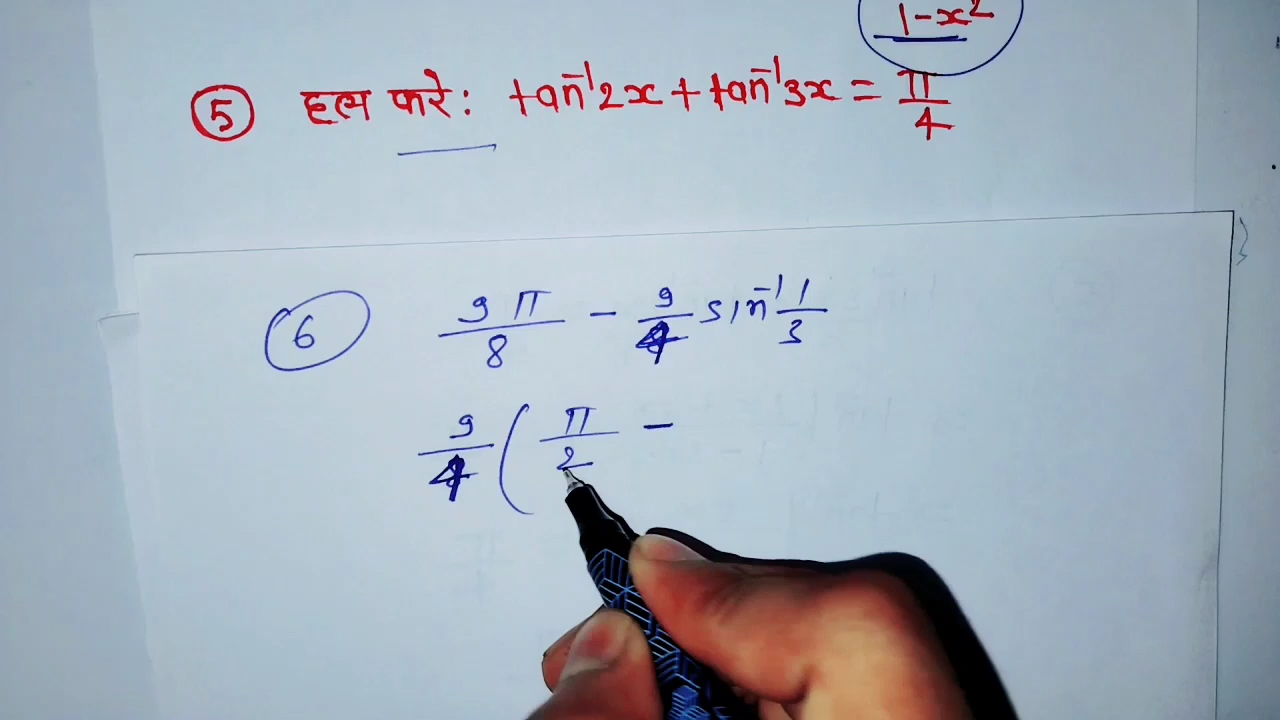 1-x²
⑤ हल करे: tan⁻¹2x + tan⁻¹3x = π/4
6 9π/8 - 9/4 sin⁻¹ 1/3
9/4 ( π/2 -